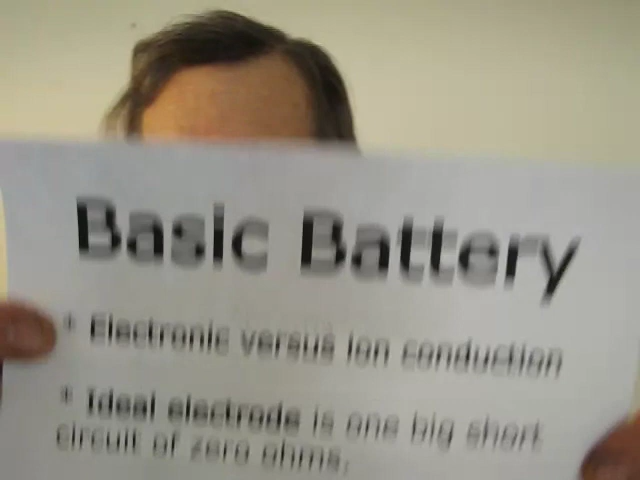 Basic Battery
* Electronic versus ion conduction
* Ideal electrode is one big short
circuit of zero ohms.